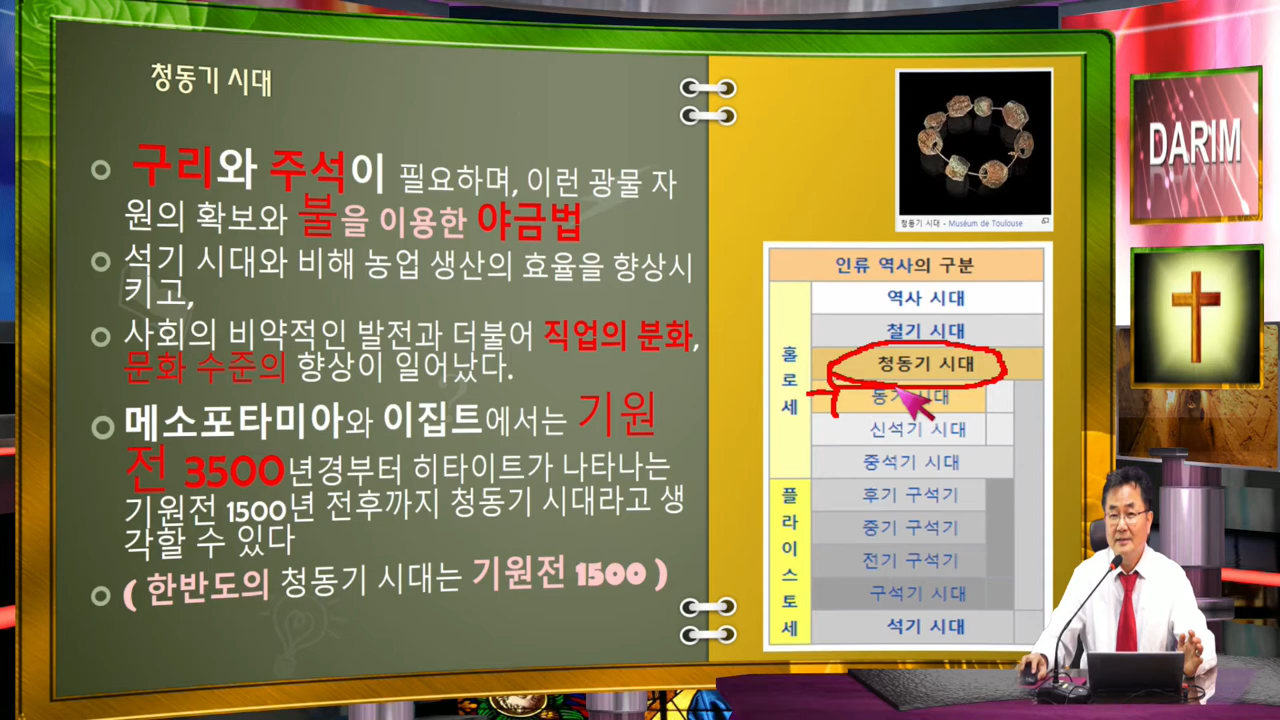 청동기 시대
구리와 주석이 필요하며, 이런 광물 자
원의 확보와 불을 이용한 야금법
석기 시대와 비해 농업 생산의 효율을 향상시
키고,
사회의 비약적인 발전과 더불어 직업의 분화,
문화 수준의 향상이 일어났다.
메소포타미아와 이집트에서는 기원
전 3500년경부터 히타이트가 나타나는
기원전 1500년 전후까지 청동기 시대라고 생
각할 수 있다
( 한반도의 청동기 시대는 기원전 1500 )
청동기 시대 - Muséum de Toulouse
인류 역사의 구분
홀로세
역사 시대
철기 시대
청동기 시대
동기 시대
신석기 시대
중석기 시대
플라이스토세
후기 구석기
중기 구석기
전기 구석기
구석기 시대
석기 시대
DARIM